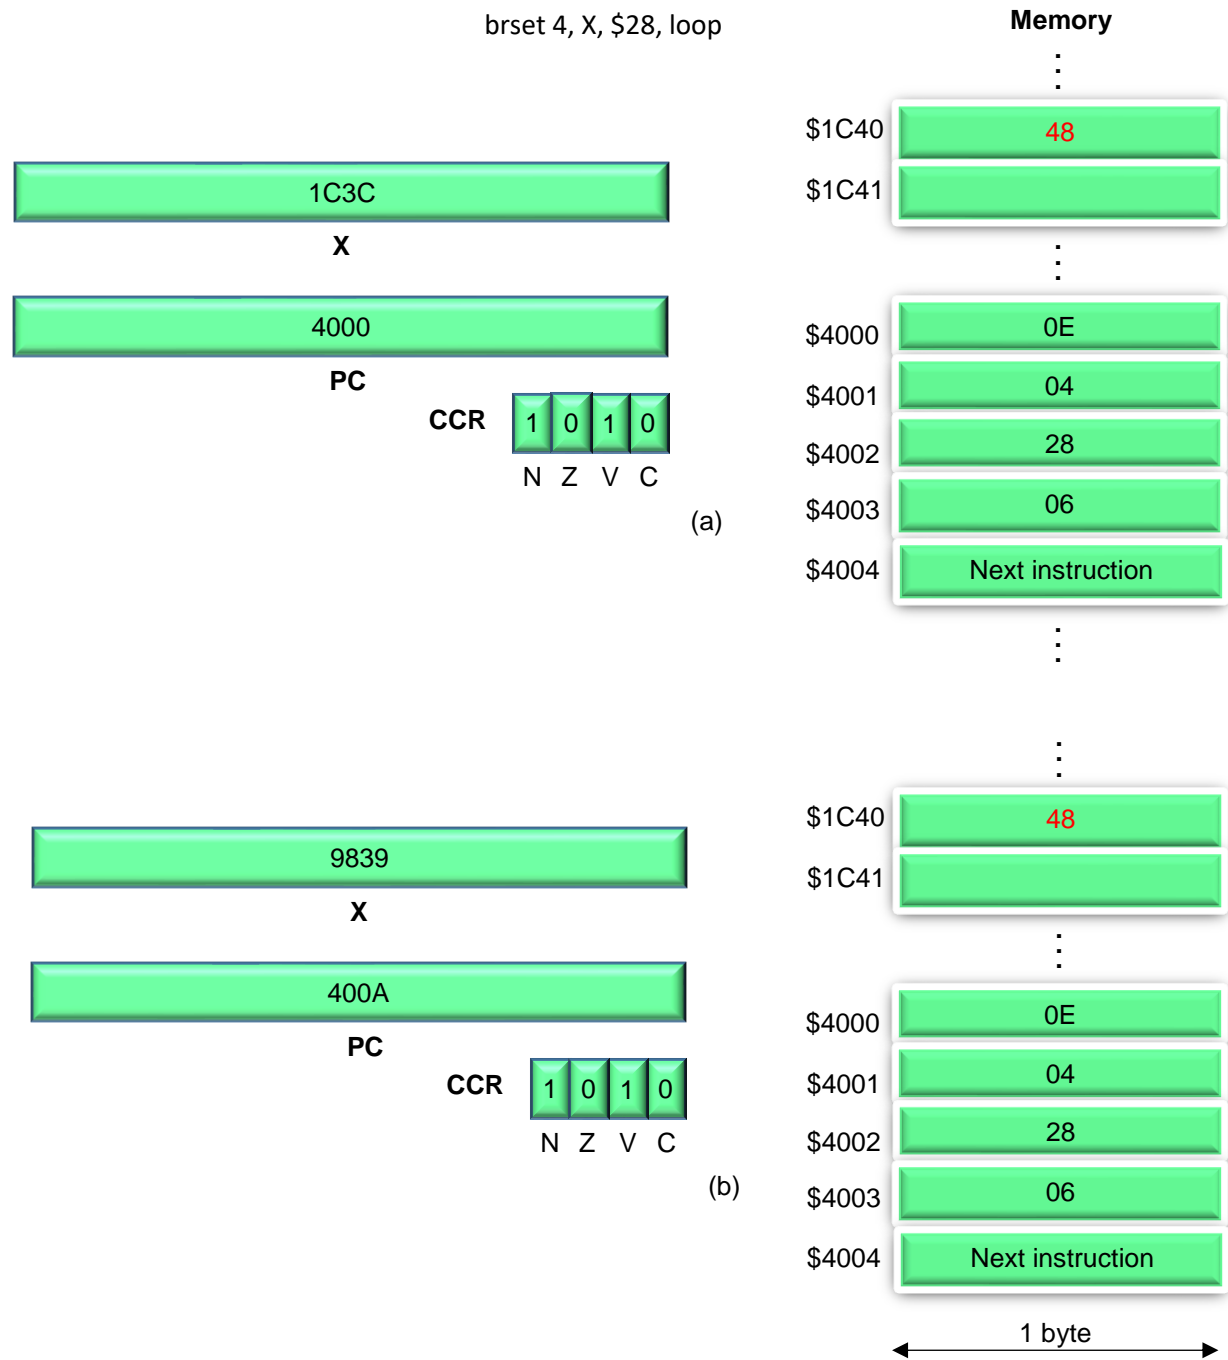 brset 4, X, $28, loop
Memory
$1C40 48
$1C41
1C3C
X
4000
PC
CCR 1 0 1 0
N Z V C
(a)
$4000 0E
$4001 04
$4002 28
$4003 06
$4004 Next instruction
$1C40 48
$1C41
9839
X
400A
PC
CCR 1 0 1 0
N Z V C
(b)
$4000 0E
$4001 04
$4002 28
$4003 06
$4004 Next instruction
1 byte